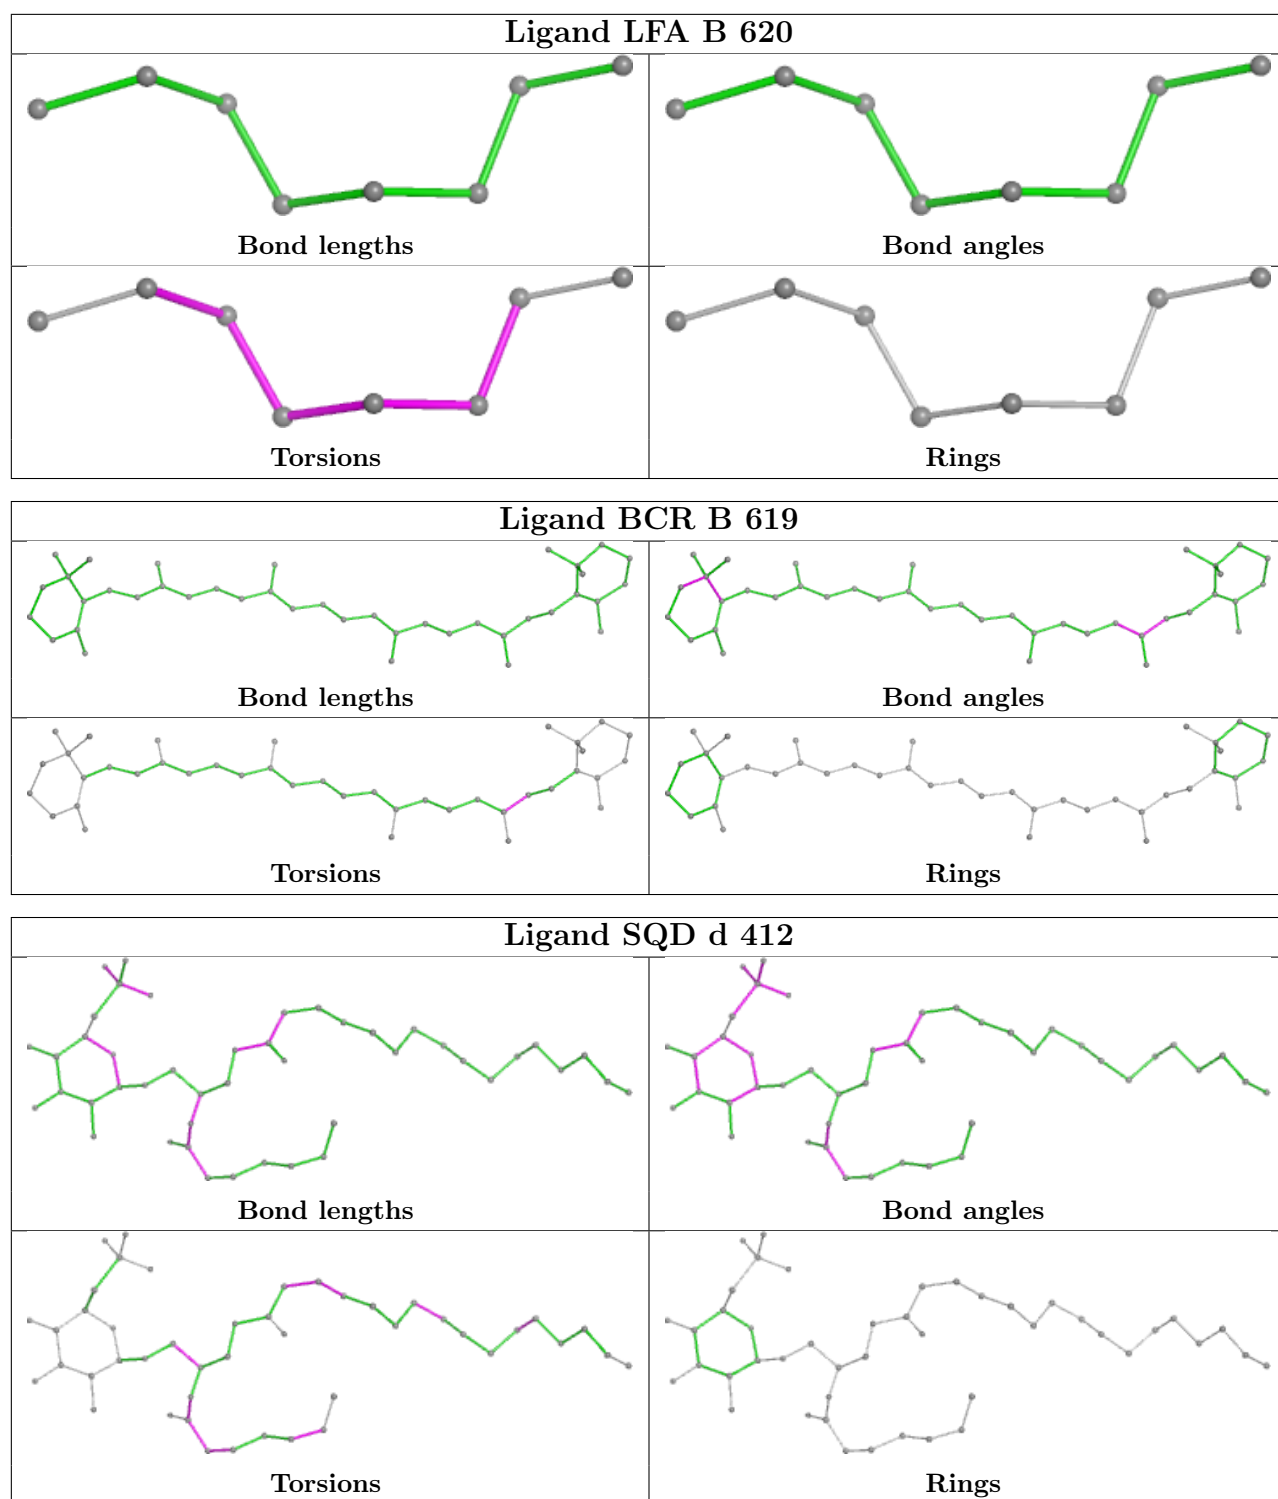 Ligand LFA B 620
Bond lengths
Bond angles
Torsions
Rings
Ligand BCR B 619
Bond lengths
Bond angles
Torsions
Rings
Ligand SQD d 412
Bond lengths
Bond angles
Torsions
Rings